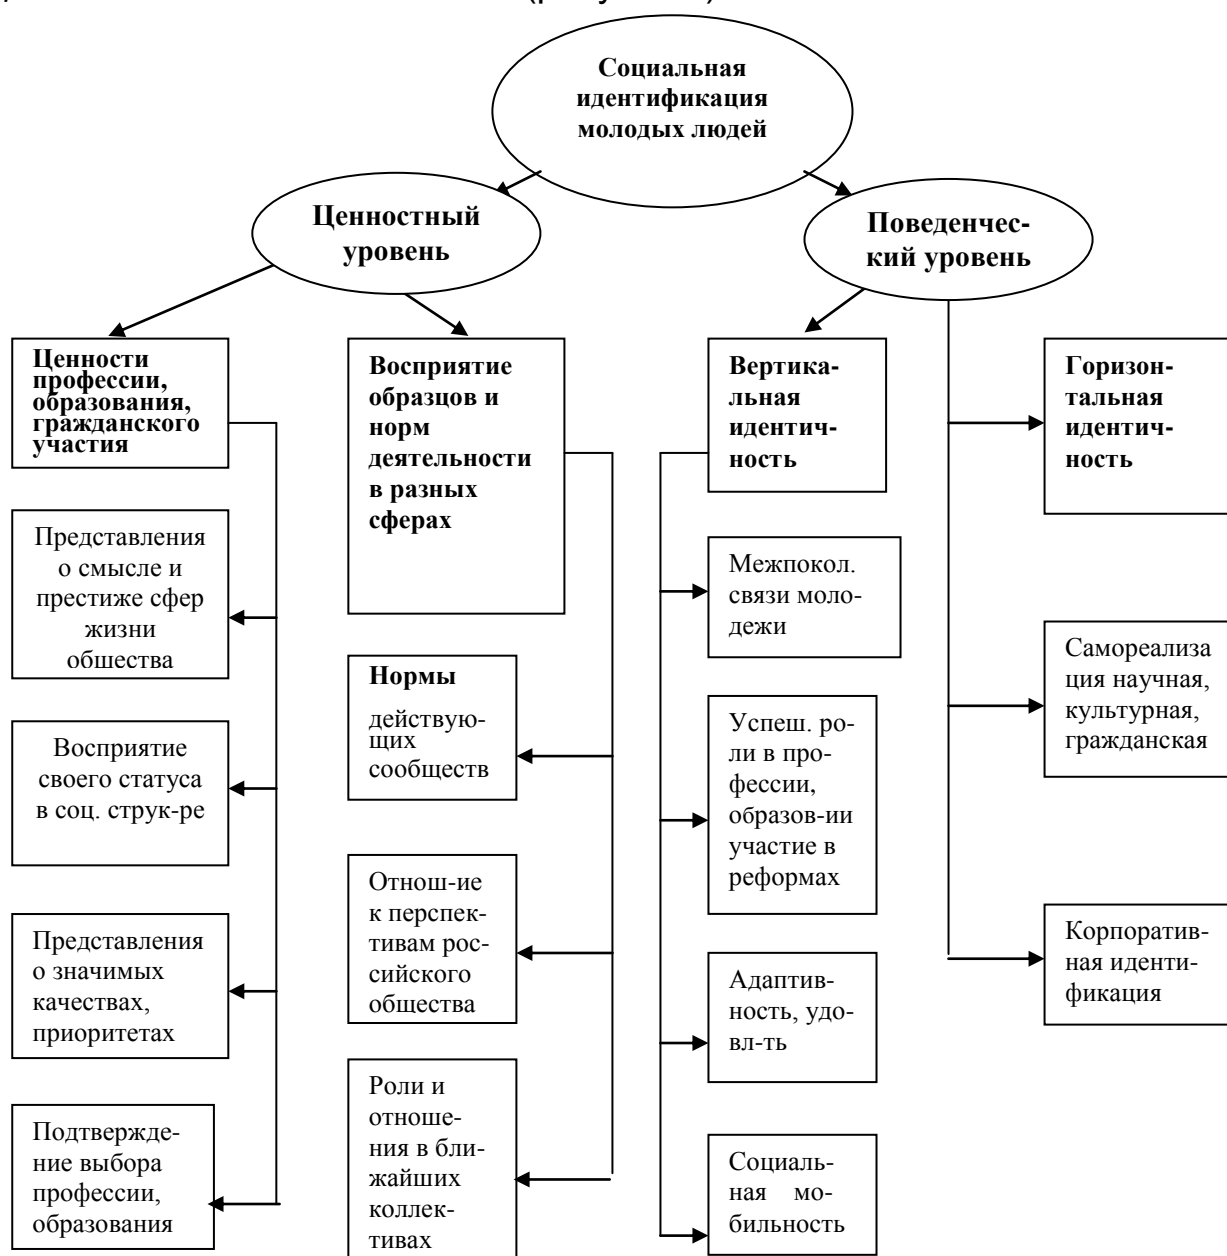 Социальная
идентификация
молодых людей
Ценностный
уровень
Поведенчес-
кий уровень
Ценности
профессии,
образования,
гражданского
участия
Восприятие
образцов и
норм
деятельности
в разных
сферах
Вертика-
льная
идентич-
ность
Горизон-
тальная
идентич-
ность
Представления
о смысле и
престиже сфер
жизни
обшества
Восприятие
своего статуса
в соц. струк-ре
Представления
о значимых
качествах,
приоритетах
Подтвержде-
ние выбора
профессии,
образования
Нормы
действую-
щих
сообществ
Отнош-ие
к перспек-
тивам рос-
сийского
общества
Роли и
отноше-
ния в бли-
жайших
коллек-
тивах
Межпокол.
связи моло-
дежи
Успеш. ро-
ли в про-
фессии,
образов-ии
участие в
реформах
Адаптив-
ность, удо-
вл-ть
Социаль-
ная мо-
бильность
Самореализа
ция научная,
культурная,
гражданская
Корпоратив-
ная иденти-
фикация